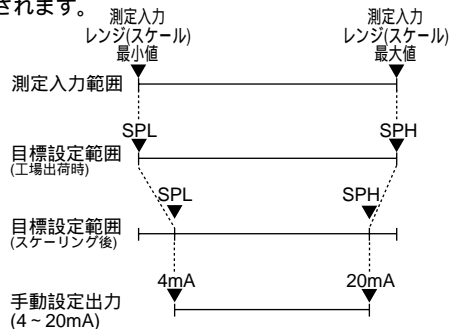 されます。
測定入力
レンジ(スケール)
最小値
測定入力
レンジ(スケール)
最大値
測定入力範囲
SPL
SPH
目標設定範囲
(工場出荷時)
SPL
SPH
目標設定範囲
(スケーリング後)
4mA
20mA
手動設定出力
(4~20mA)